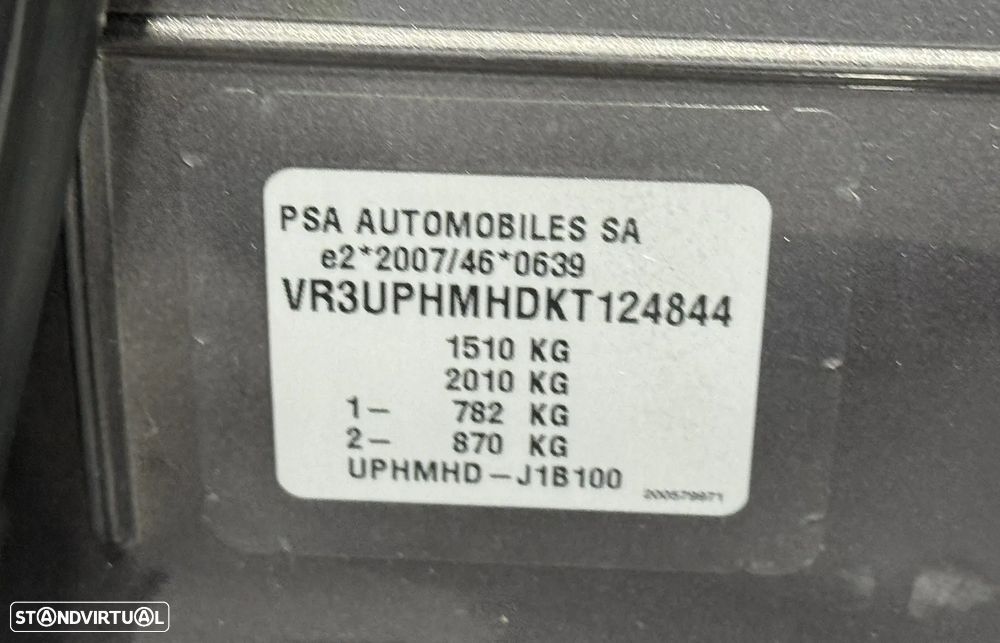 PSA AUTOMOBILES SA
e2*2007/46*0639
VR3UPHMHDKT124844
1510 KG
2010 KG
1– 782 KG
2– 870 KG
UPHMHD–J1B100
200579971
STANDVIRTUAL